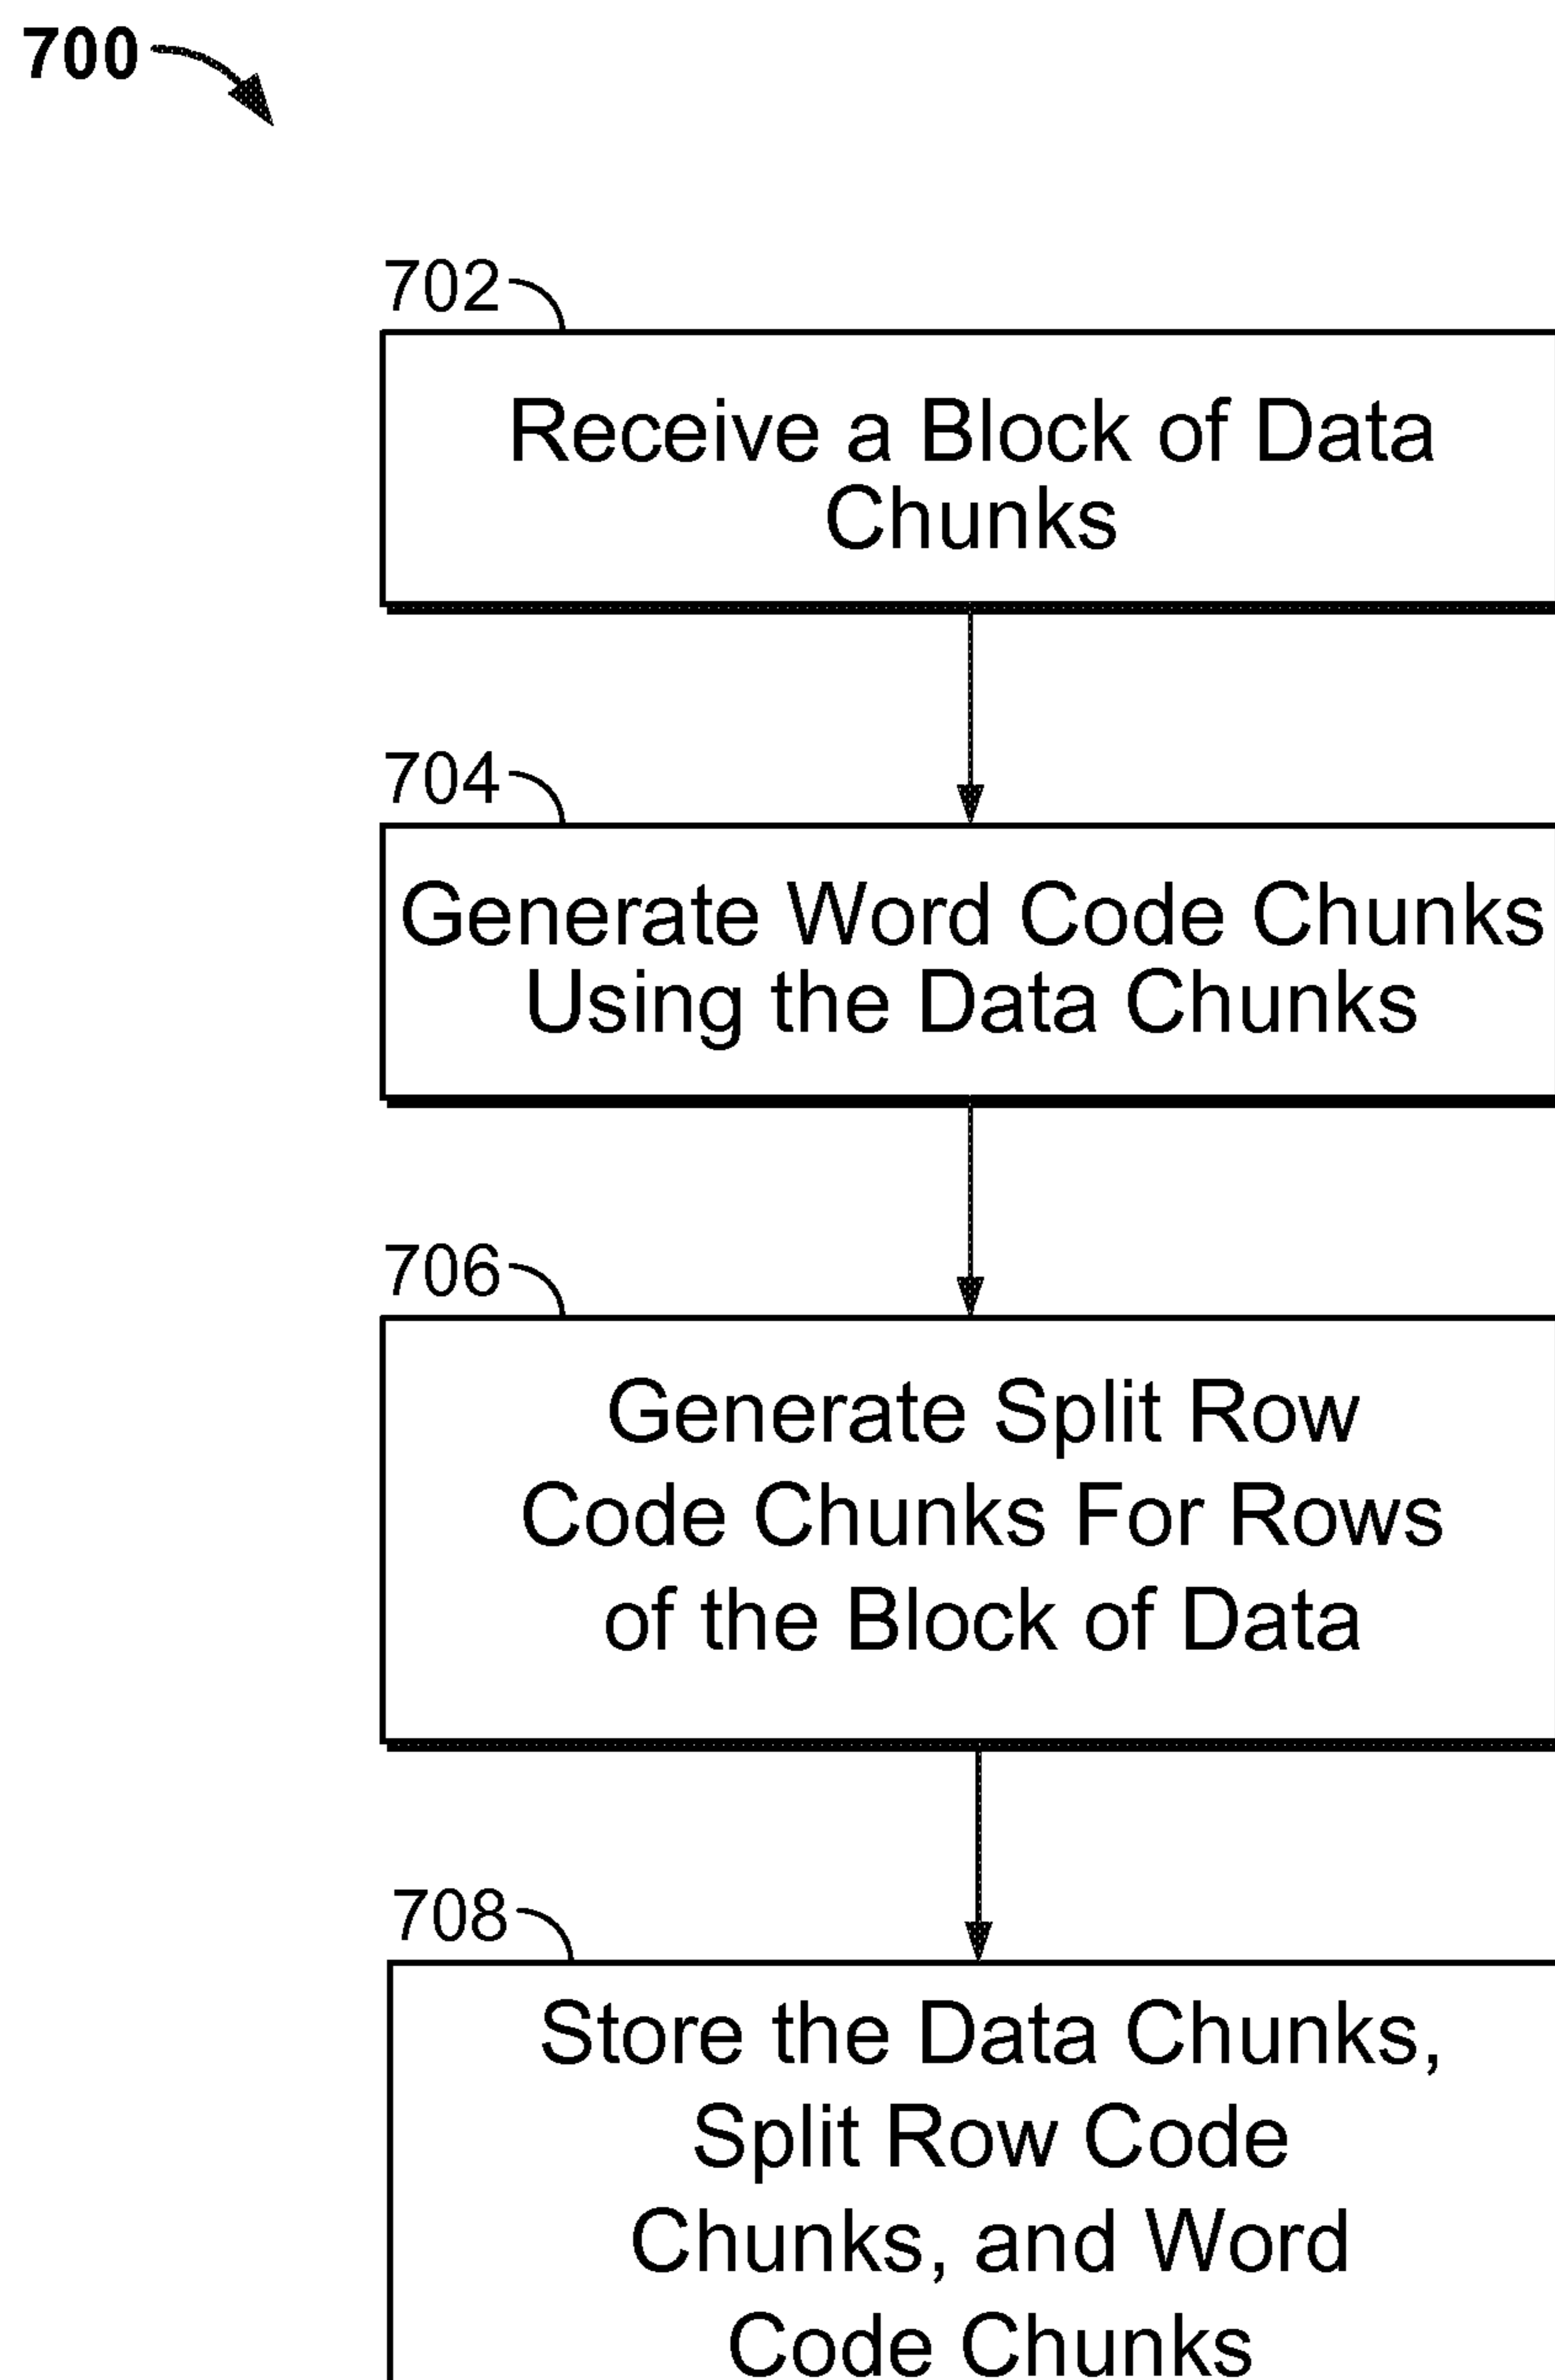 700
702
Receive a Block of Data
Chunks
704
Generate Word Code Chunks
Using the Data Chunks
706
Generate Split Row
Code Chunks For Rows
of the Block of Data
708
Store the Data Chunks,
Split Row Code
Chunks, and Word
Code Chunks